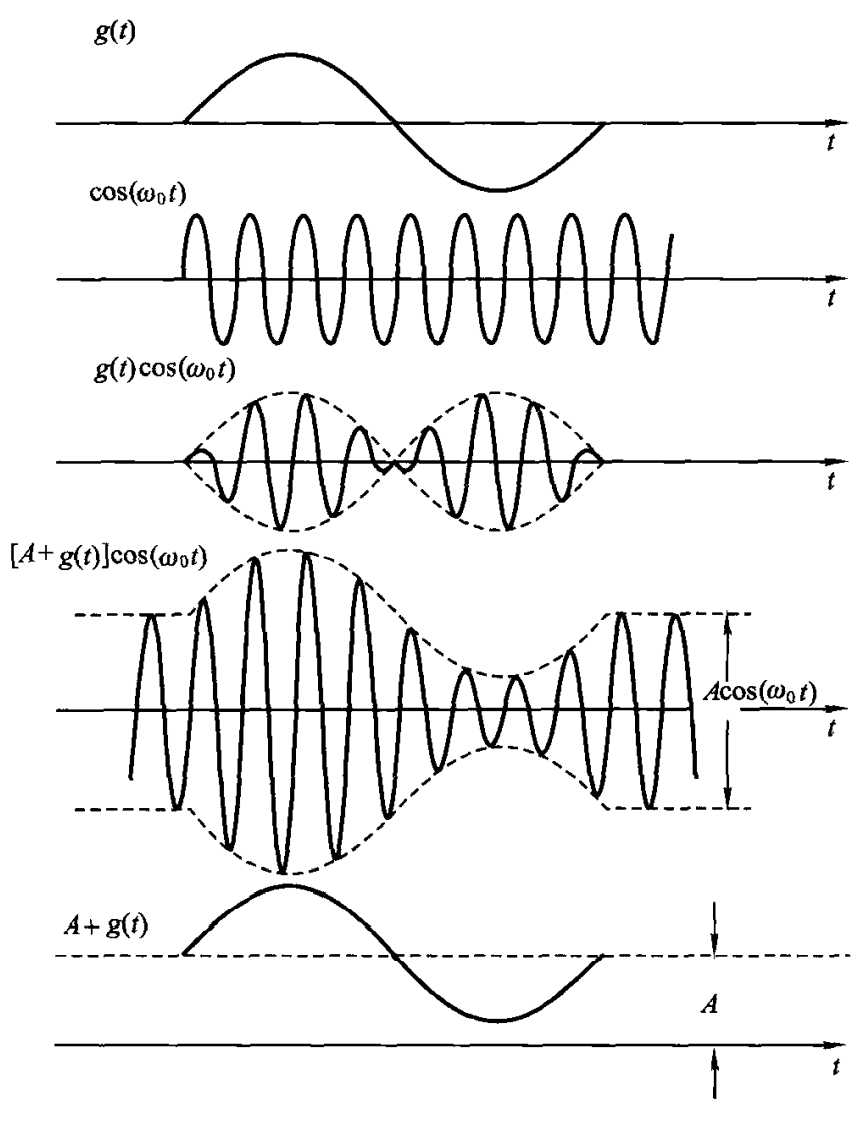 g(t)
t
cos(ω₀t)
t
g(t)cos(ω₀t)
t
[A+g(t)]cos(ω₀t)
Acos(ω₀t)
t
A+g(t)
A
t